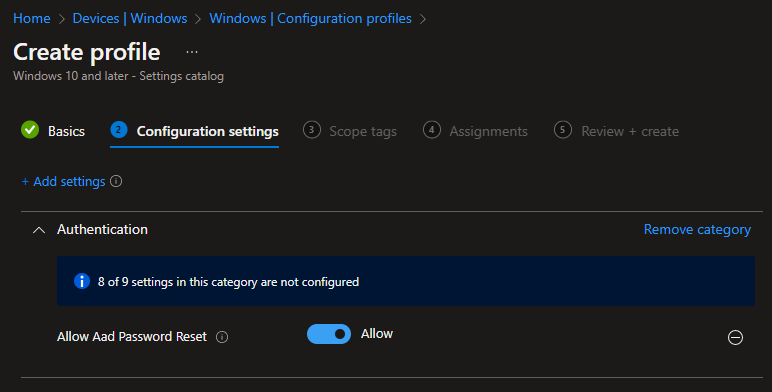 Home > Devices | Windows > Windows | Configuration profiles >
Create profile ...
Windows 10 and later - Settings catalog
Basics 2 Configuration settings 3 Scope tags 4 Assignments 5 Review + create
+ Add settings
Authentication Remove category
8 of 9 settings in this category are not configured
Allow Aad Password Reset Allow